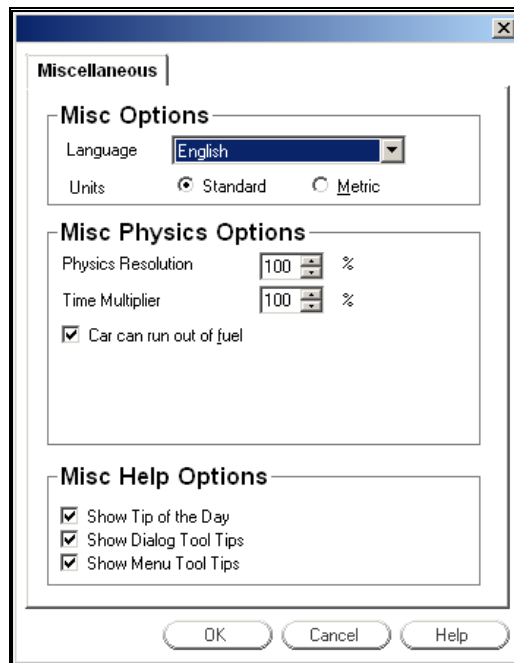 Miscellaneous
Misc Options
Language English
Units Standard Metric
Misc Physics Options
Physics Resolution 100 %
Time Multiplier 100 %
Car can run out of fuel
Misc Help Options
Show Tip of the Day
Show Dialog Tool Tips
Show Menu Tool Tips
OK Cancel Help